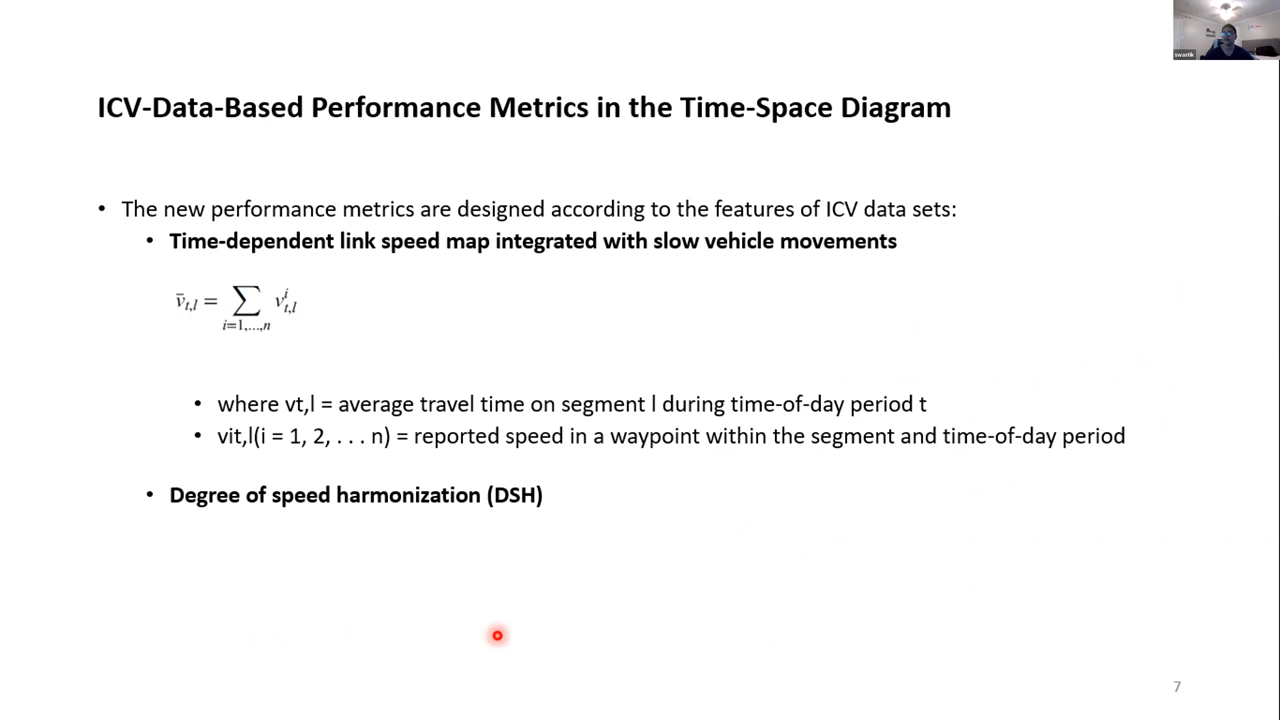 swastik
ICV-Data-Based Performance Metrics in the Time-Space Diagram
• The new performance metrics are designed according to the features of ICV data sets:
• Time-dependent link speed map integrated with slow vehicle movements
v̄t,l = ∑ i=1,...,n v^i t,l
• where vt,l = average travel time on segment l during time-of-day period t
• vit,l(i = 1, 2, . . . n) = reported speed in a waypoint within the segment and time-of-day period
• Degree of speed harmonization (DSH)
7